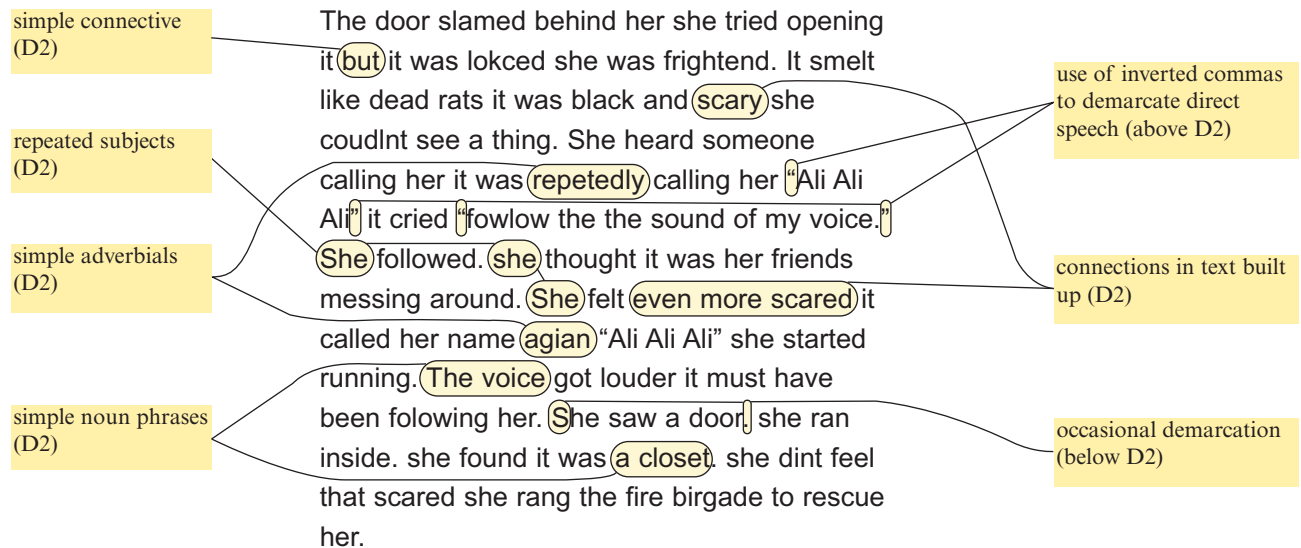 simple connective
(D2)
repeated subjects
(D2)
simple adverbials
(D2)
simple noun phrases
(D2)
The door slamed behind her she tried opening
it but it was lokced she was frightend. It smelt
like dead rats it was black and scary she
coudlnt see a thing. She heard someone
calling her it was repetedly calling her “Ali Ali
Ali” it cried “fowlow the the sound of my voice.”
She followed. she thought it was her friends
messing around. She felt even more scared it
called her name agian “Ali Ali Ali” she started
running. The voice got louder it must have
been folowing her. She saw a door. she ran
inside. she found it was a closet. she dint feel
that scared she rang the fire birgade to rescue
her.
use of inverted commas
to demarcate direct
speech (above D2)
connections in text built
up (D2)
occasional demarcation
(below D2)